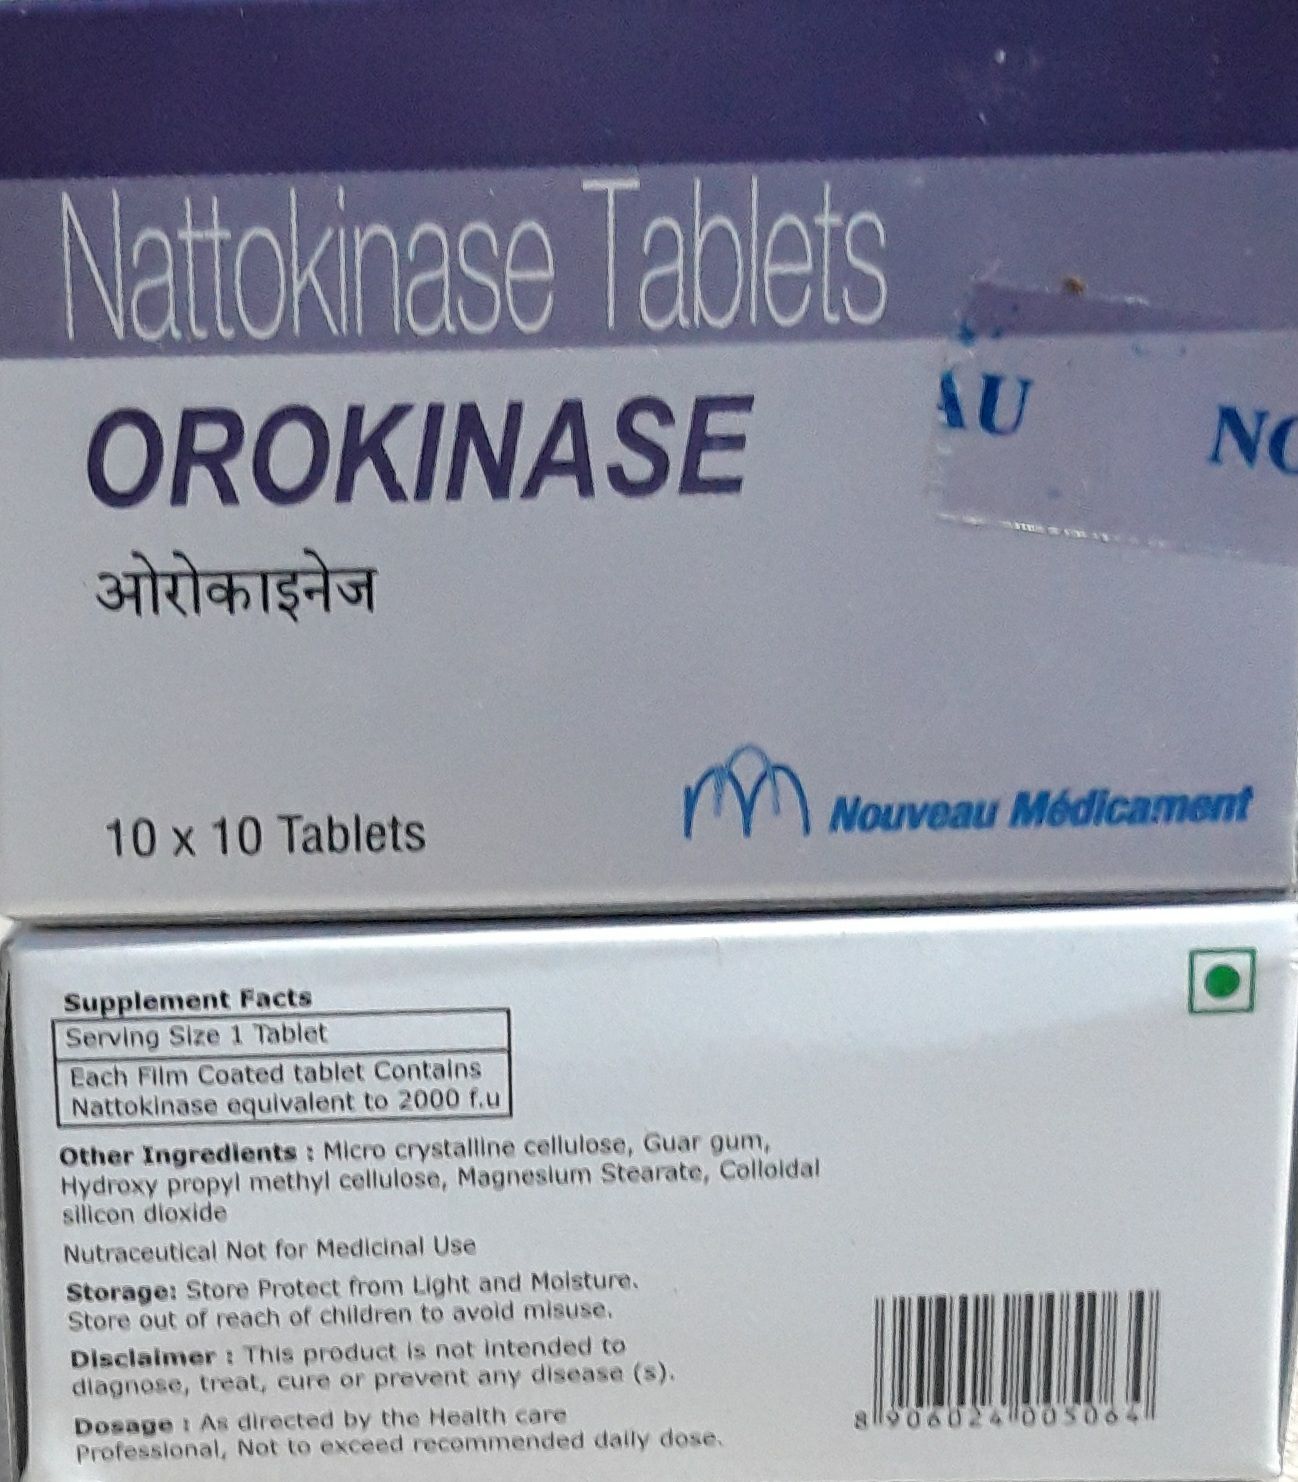 Nattokinase Tablets
OROKINASE
AU NO
ओरोकाइनेज
10 x 10 Tablets
Nouveau Médicament
Supplement Facts
Serving Size 1 Tablet
Each Film Coated tablet Contains
Nattokinase equivalent to 2000 f.u
Other Ingredients : Micro crystalline cellulose, Guar gum,
Hydroxy propyl methyl cellulose, Magnesium Stearate, Colloidal
silicon dioxide
Nutraceutical Not for Medicinal Use
Storage: Store Protect from Light and Moisture.
Store out of reach of children to avoid misuse.
Disclaimer : This product is not intended to
diagnose, treat, cure or prevent any disease (s).
Dosage : As directed by the Health care
Professional, Not to exceed recommended daily dose.
8 906024 005064